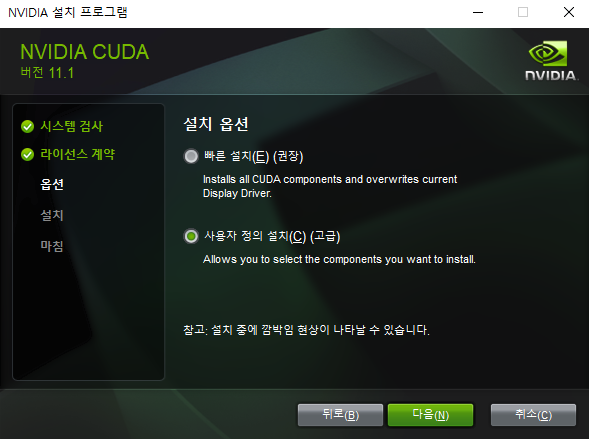 NVIDIA 설치 프로그램
NVIDIA CUDA
버전 11.1
NVIDIA.
시스템 검사
라이선스 계약
옵션
설치
마침
설치 옵션
빠른 설치(E) (권장)
Installs all CUDA components and overwrites current
Display Driver.
사용자 정의 설치(C) (고급)
Allows you to select the components you want to install.
참고: 설치 중에 깜박임 현상이 나타날 수 있습니다.
뒤로(B)
다음(N)
취소(C)